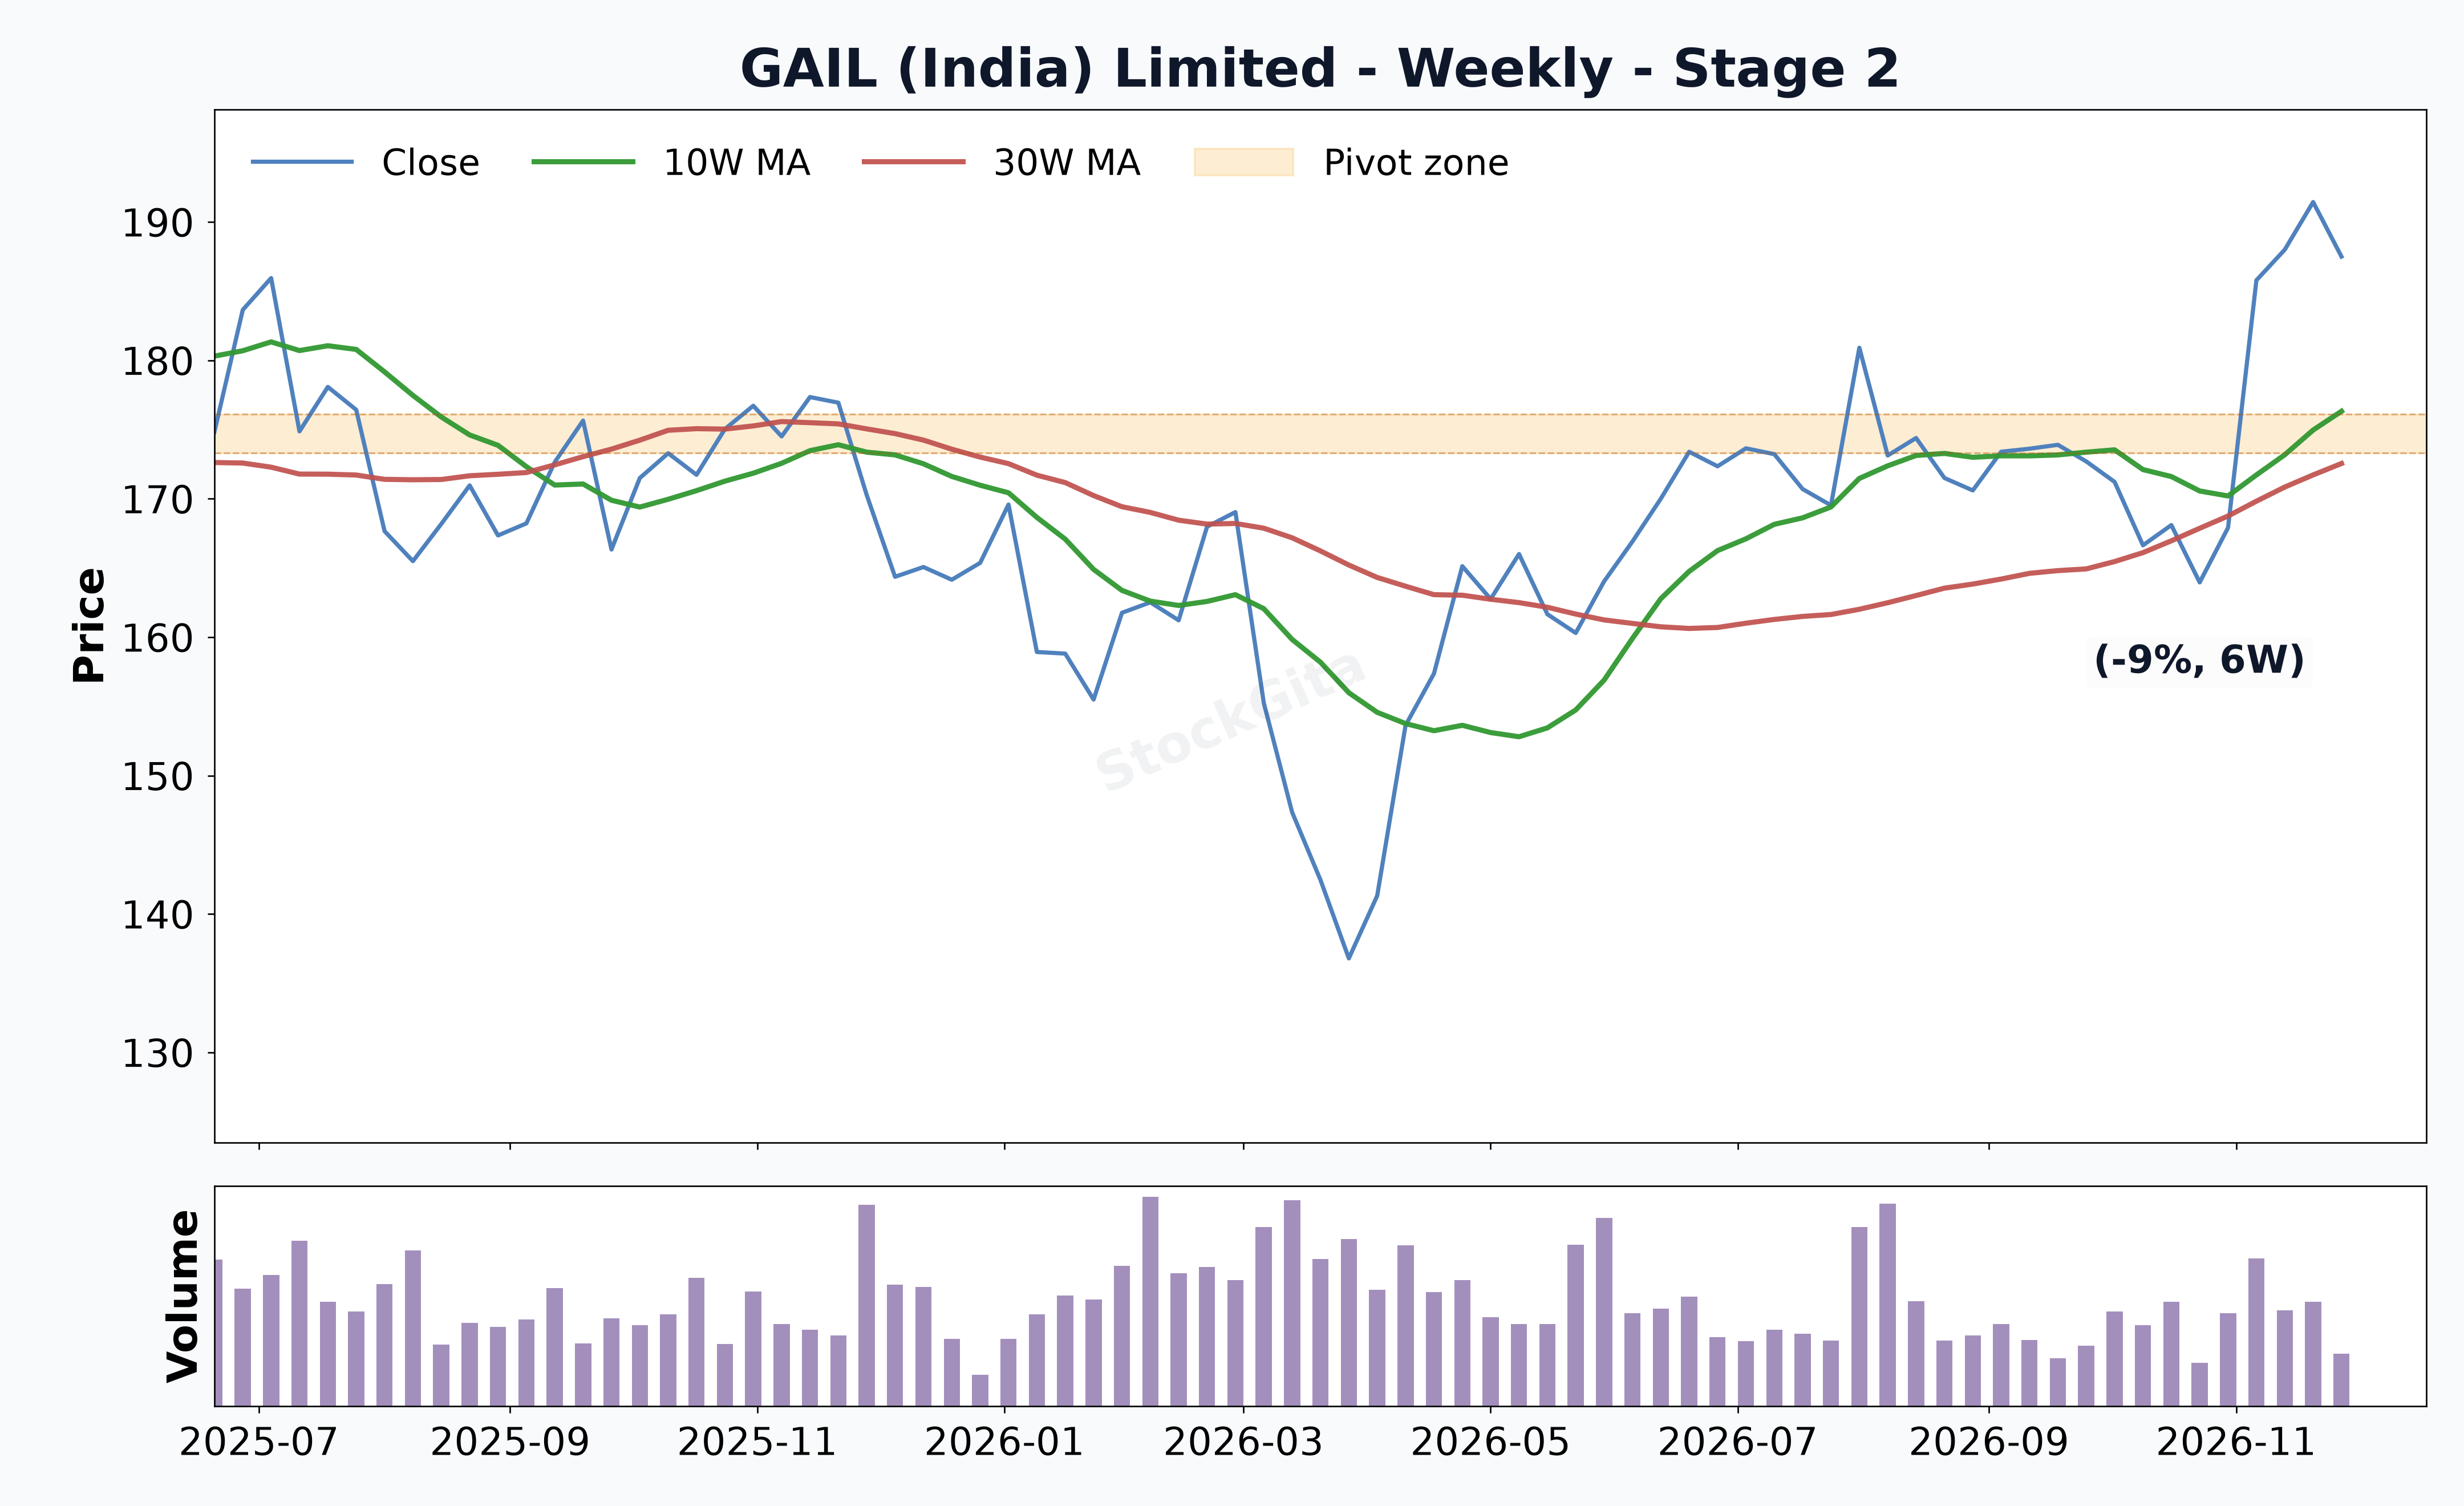 GAIL (India) Limited - Weekly - Stage 2
Close 10W MA 30W MA Pivot zone
190
180
170
160
150
140
130
Price
(-9%, 6W)
StockGita
Volume
2025-07 2025-09 2025-11 2026-01 2026-03 2026-05 2026-07 2026-09 2026-11